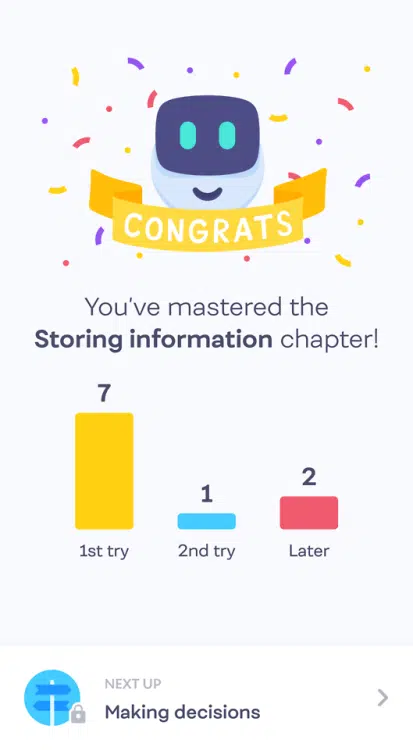 CONGRATS
You've mastered the
Storing information chapter!
7
1
2
1st try
2nd try
Later
NEXT UP
Making decisions